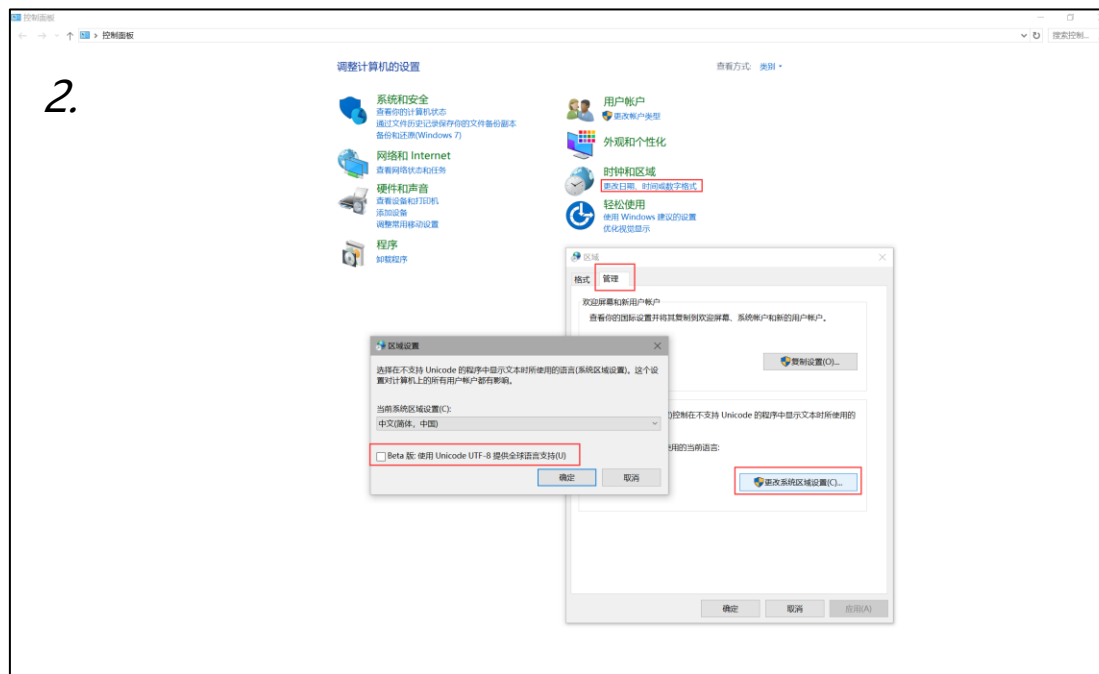 控制面板
控制面板
搜索控制...
调整计算机的设置
查看方式: 类别
2.
系统和安全
查看你的计算机状态
通过文件历史记录保存你的文件备份副本
备份和还原(Windows 7)
网络和 Internet
查看网络状态和任务
硬件和声音
查看设备和打印机
添加设备
调整常用移动设置
程序
卸载程序
用户帐户
更改帐户类型
外观和个性化
时钟和区域
更改日期、时间或数字格式
轻松使用
使用 Windows 建议的设置
优化视觉显示
区域
格式 管理
欢迎屏幕和新用户帐户
查看你的国际设置并将其复制到欢迎屏幕、系统帐户和新的用户帐户。
复制设置(O)...
)控制在不支持 Unicode 的程序中显示文本时所使用的
使用的当前语言:
更改系统区域设置(C)...
确定 取消 应用(A)
区域设置
选择在不支持 Unicode 的程序中显示文本时所使用的语言(系统区域设置)。这个设
置对计算机上的所有用户帐户都有影响。
当前系统区域设置(C):
中文(简体，中国)
Beta 版: 使用 Unicode UTF-8 提供全球语言支持(U)
确定 取消